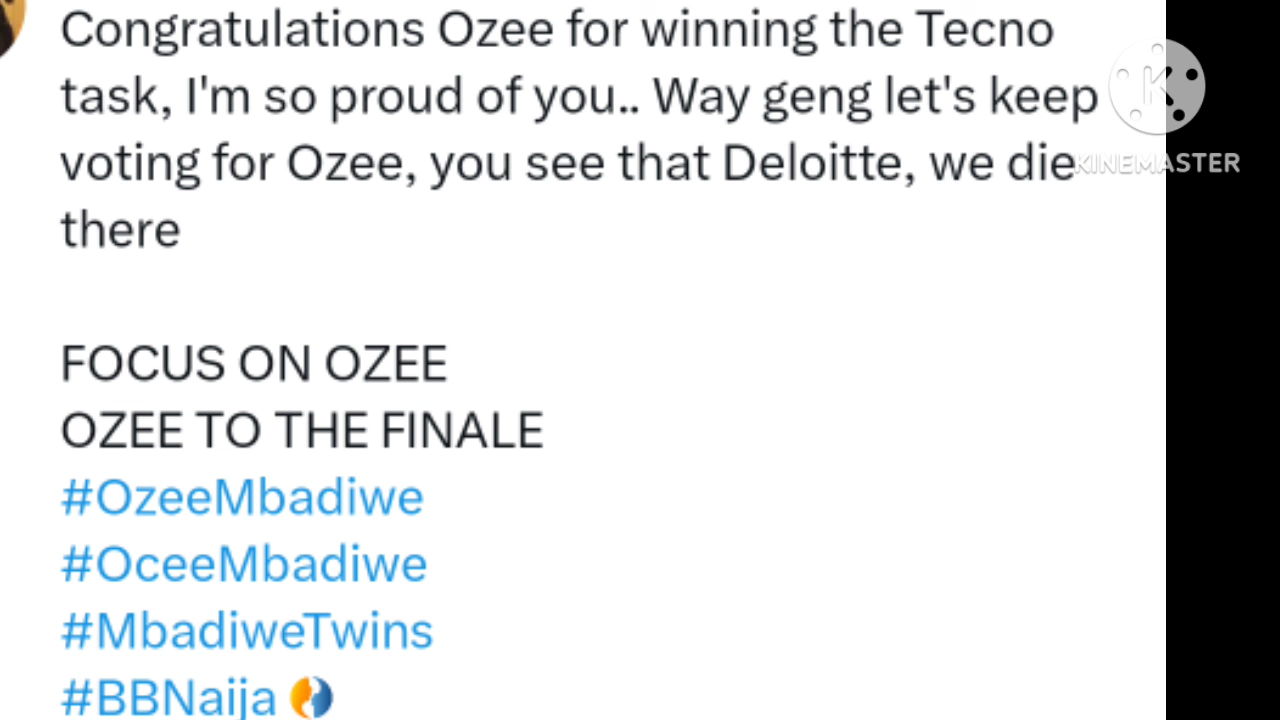 Congratulations Ozee for winning the Tecno
task, I'm so proud of you.. Way geng let's keep
voting for Ozee, you see that Deloitte, we die
there
FOCUS ON OZEE
OZEE TO THE FINALE
#OzeeMbadiwe
#OceeMbadiwe
#MbadiweTwins
#BBNaija
K
KINEMASTER